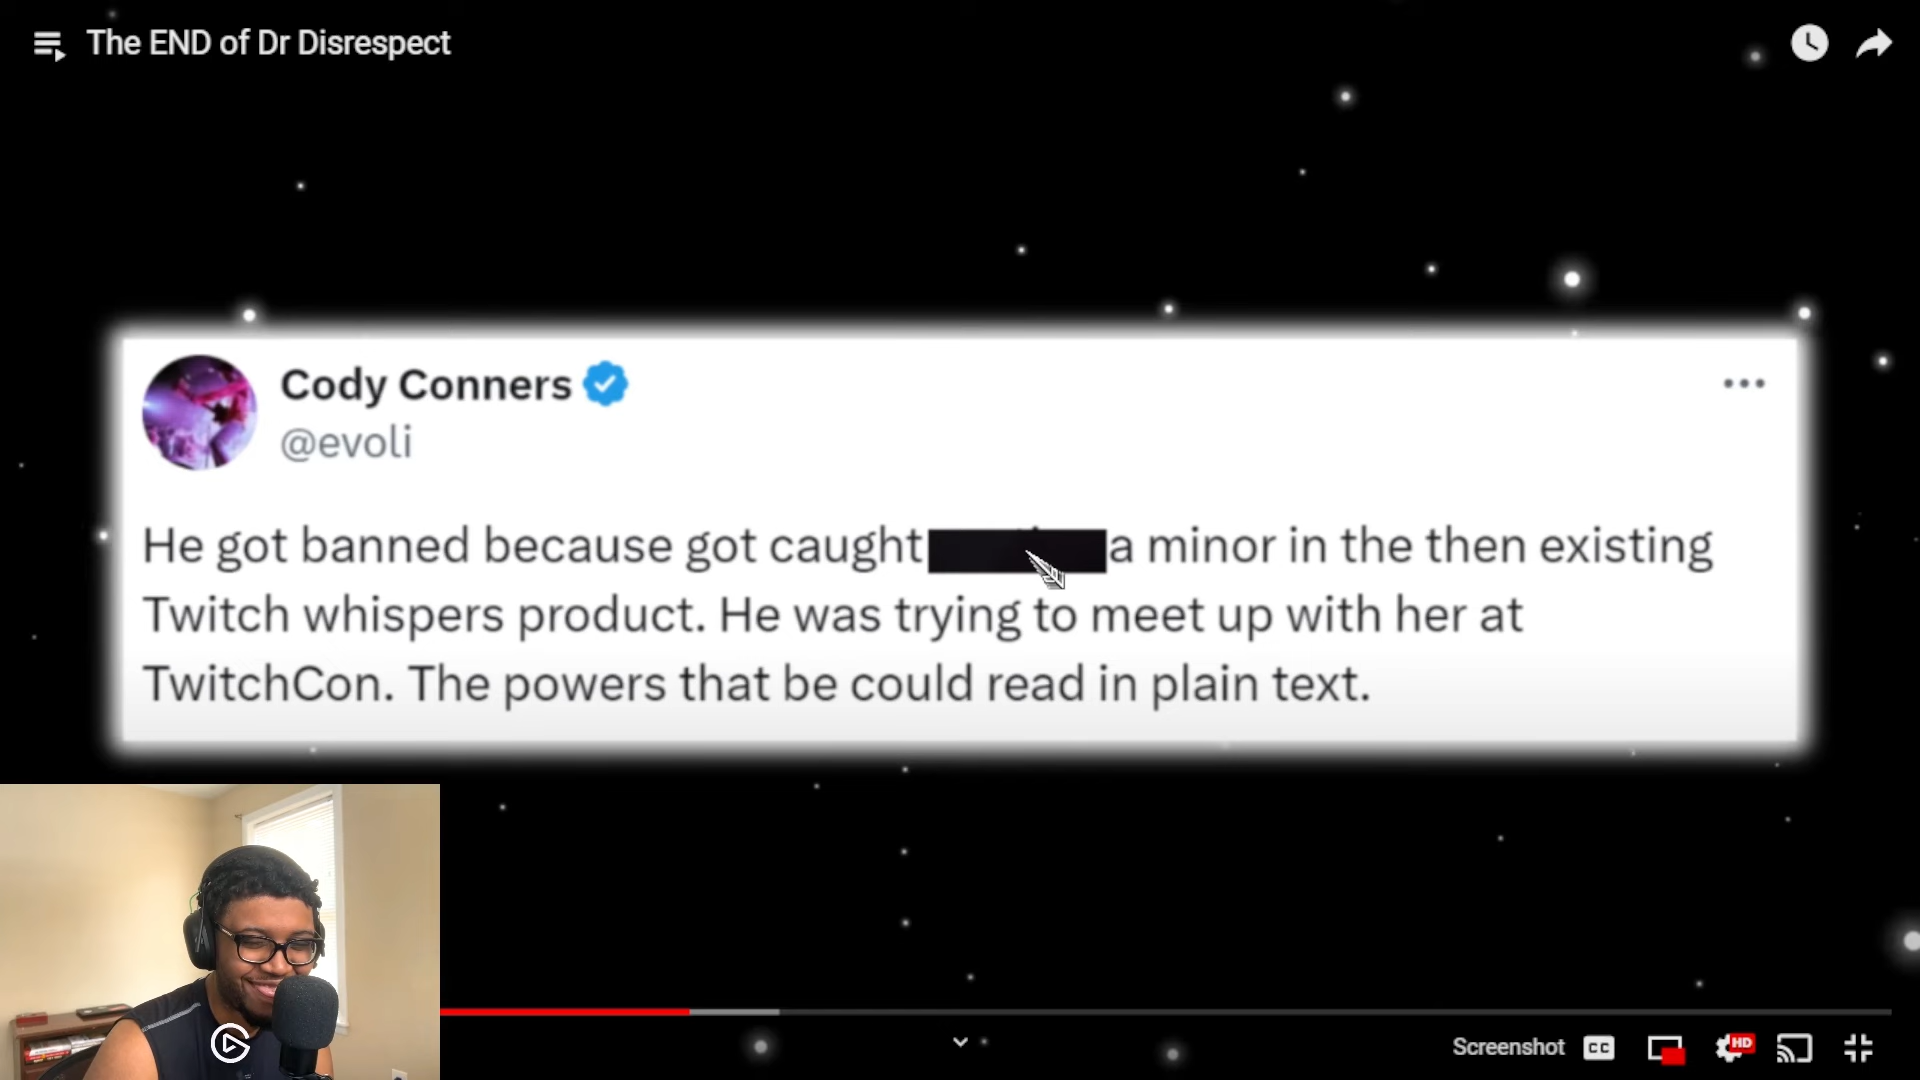 The END of Dr Disrespect
Cody Conners
@evoli
He got banned because got caught a minor in the then existing
Twitch whispers product. He was trying to meet up with her at
TwitchCon. The powers that be could read in plain text.
Screenshot CC HD